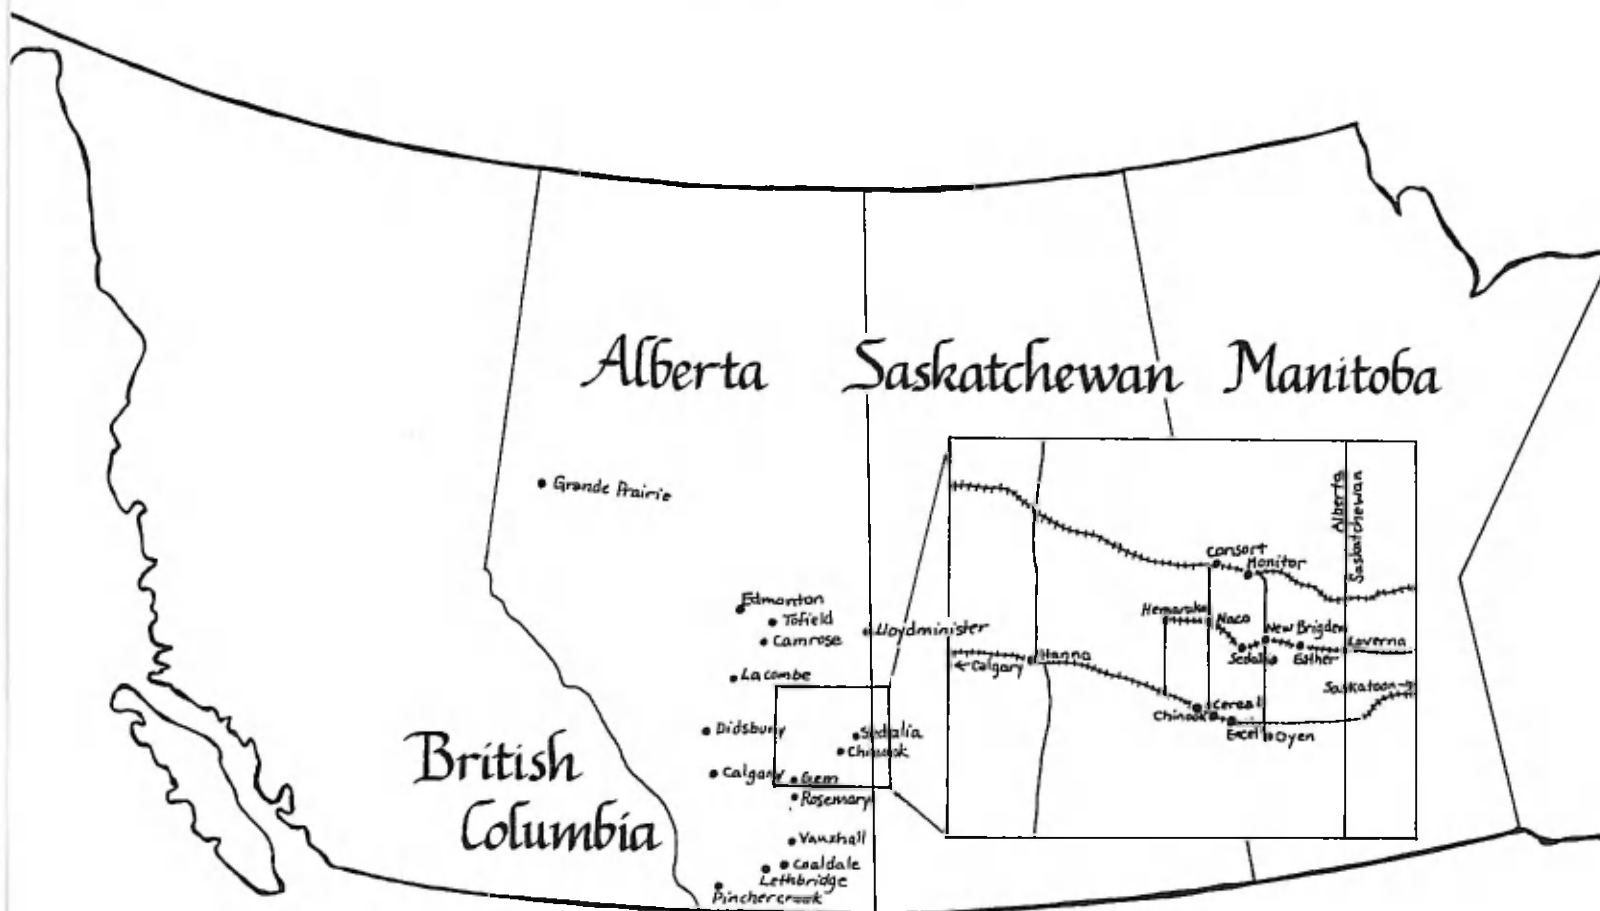 Alberta
Saskatchewan
Manitoba
British
Columbia
Grande Prairie
Edmonton
Tofield
Camrose
Lloydminister
Lacombe
Didsbury
Sedalia
Chinook
Calgary
Gem
Rosemary
Vauxhall
Coaldale
Lethbridge
Pinchercreek
Alberta
Saskatchewan
Consort
Monitor
Hemaruka
Naco
New Brigden
Sedalia
Esther
Loverna
Hanna
← Calgary
Saskatoon →
Cereal
Chinook
Excel
Oyen